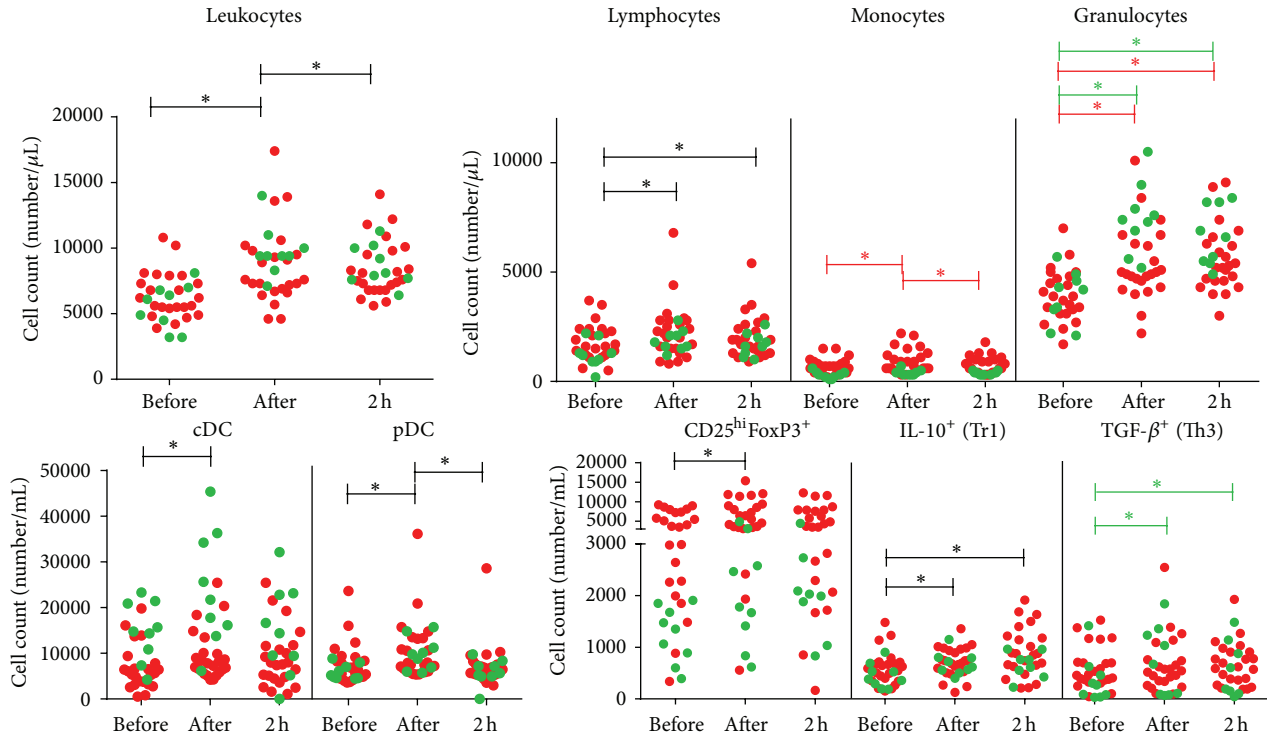 Leukocytes
Lymphocytes
Monocytes
Granulocytes
*
*
Cell count (number/μL)
20000
15000
10000
5000
0
Before
After
2 h
*
*
*
*
*
*
*
*
Cell count (number/μL)
10000
5000
0
Before
After
2 h
Before
After
2 h
Before
After
2 h
cDC
pDC
*
*
*
Cell count (number/mL)
50000
40000
30000
20000
10000
0
Before
After
2 h
Before
After
2 h
CD25hiFoxP3+
IL-10+ (Tr1)
TGF-β+ (Th3)
*
*
*
*
*
Cell count (number/mL)
20000
15000
10000
5000
3000
2000
1000
0
Before
After
2 h
Before
After
2 h
Before
After
2 h